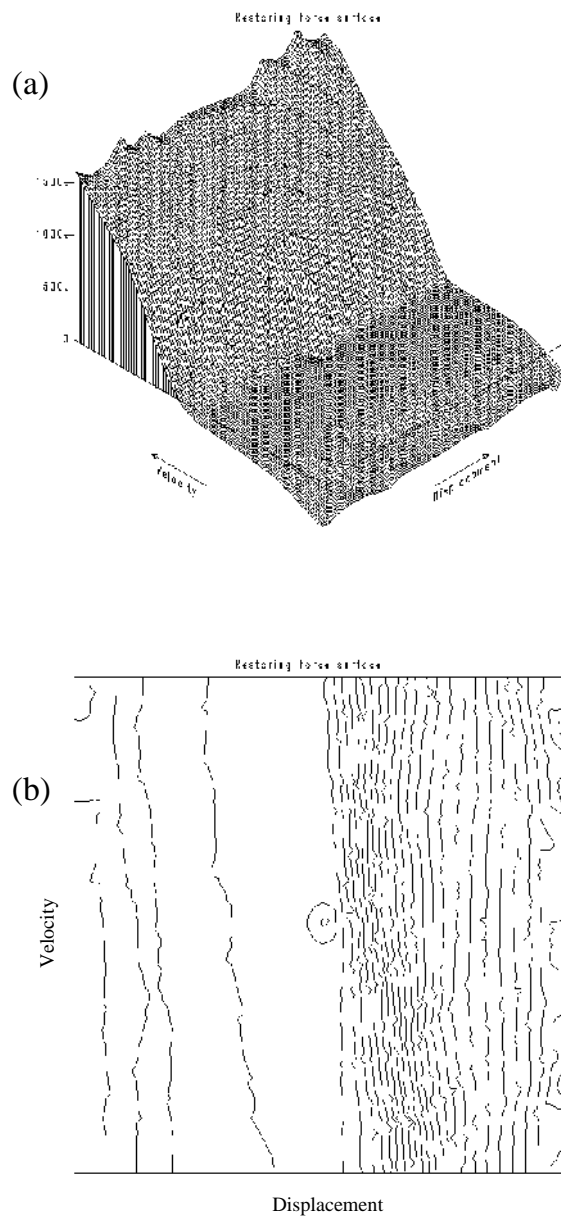 Restoring force surface
(a)
1500.
1000.
500.
0
Velocity
Displacement
Restoring force surface
(b)
Velocity
Displacement